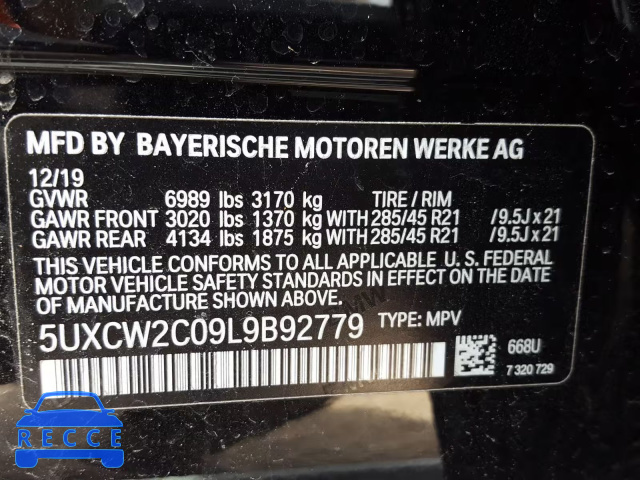 MFD BY BAYERISCHE MOTOREN WERKE AG
12/19
GVWR 6989 lbs 3170 kg TIRE / RIM
GAWR FRONT 3020 lbs 1370 kg WITH 285/45 R21 /9.5J x 21
GAWR REAR 4134 lbs 1875 kg WITH 285/45 R21 /9.5J x 21
THIS VEHICLE CONFORMS TO ALL APPLICABLE U. S. FEDERAL
MOTOR VEHICLE SAFETY STANDARDS IN EFFECT ON THE DATE
OF MANUFACTURE SHOWN ABOVE.
5UXCW2C09L9B92779 TYPE: MPV
668U
7 320 729
RECCE